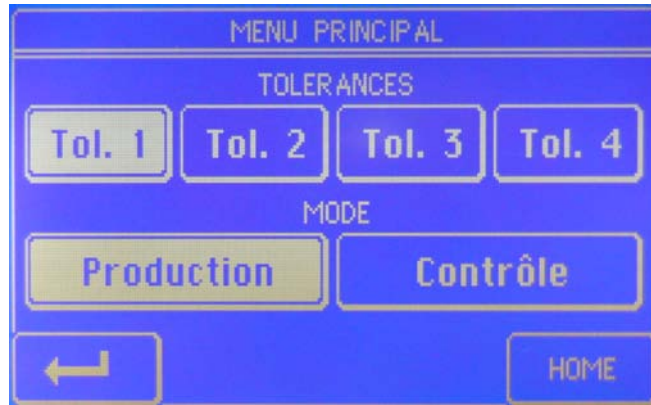 MENU PRINCIPAL
TOLERANCES
Tol. 1 Tol. 2 Tol. 3 Tol. 4
MODE
Production Contrôle
HOME